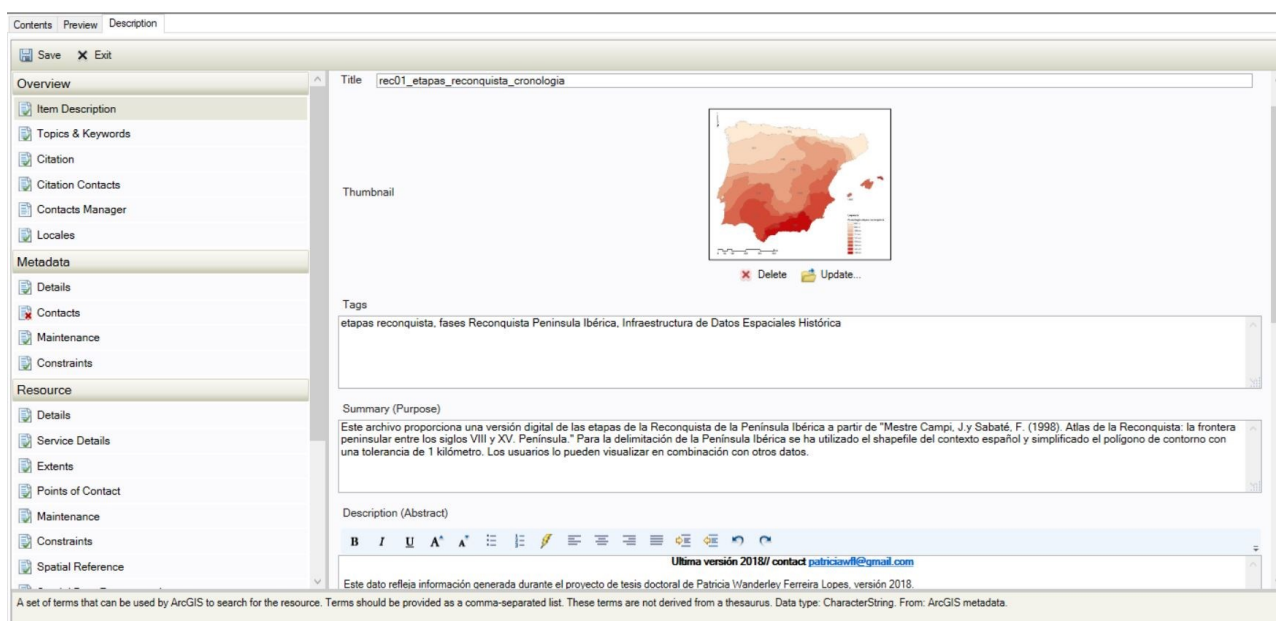 Contents Preview Description
Save Exit
Overview
Item Description
Topics & Keywords
Citation
Citation Contacts
Contacts Manager
Locales
Metadata
Details
Contacts
Maintenance
Constraints
Resource
Details
Service Details
Extents
Points of Contact
Maintenance
Constraints
Spatial Reference
Title rec01_etapas_reconquista_cronologia
Thumbnail
Delete Update...
Tags
etapas reconquista, fases Reconquista Peninsula Ibérica, Infraestructura de Datos Espaciales Histórica
Summary (Purpose)
Este archivo proporciona una versión digital de las etapas de la Reconquista de la Península Ibérica a partir de "Mestre Campi, J.y Sabaté, F. (1998). Atlas de la Reconquista: la frontera
peninsular entre los siglos VIII y XV. Península." Para la delimitación de la Península Ibérica se ha utilizado el shapefile del contexto español y simplificado el polígono de contorno con
una tolerancia de 1 kilómetro. Los usuarios lo pueden visualizar en combinación con otros datos.
Description (Abstract)
B I U A A
Ultima versión 2018// contact patriciawfl@gmail.com
Este dato refleja información generada durante el proyecto de tesis doctoral de Patricia Wanderley Ferreira Lopes, versión 2018.
A set of terms that can be used by ArcGIS to search for the resource. Terms should be provided as a comma-separated list. These terms are not derived from a thesaurus. Data type: CharacterString. From: ArcGIS metadata.